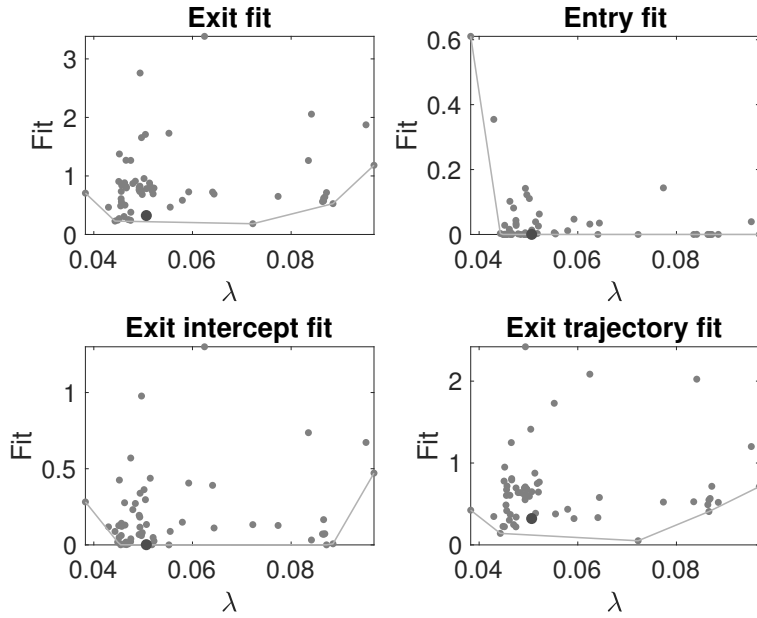 Exit fit
3
2
1
0
Fit
0.04 0.06 0.08
λ
Entry fit
0.6
0.4
0.2
0
Fit
0.04 0.06 0.08
λ
Exit intercept fit
1
0.5
0
Fit
0.04 0.06 0.08
λ
Exit trajectory fit
2
1
0
Fit
0.04 0.06 0.08
λ